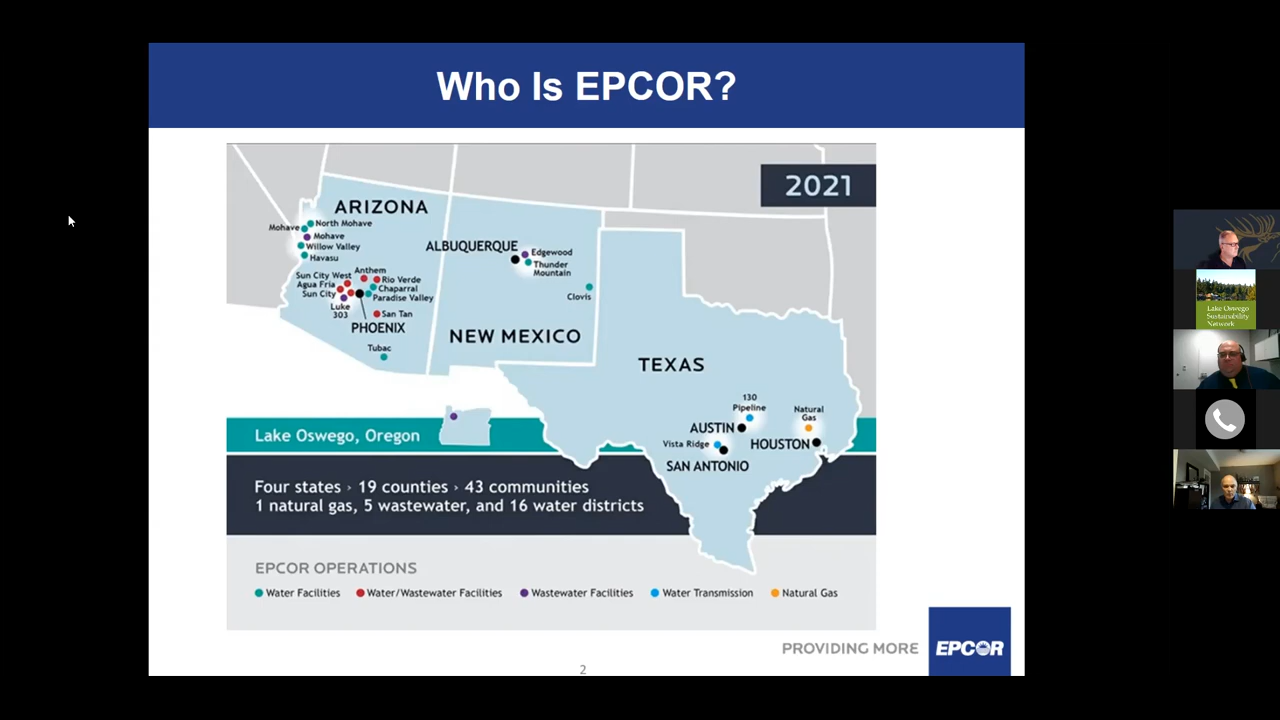 Who Is EPCOR?
2021
ARIZONA
Mohave
North Mohave
Mohave
Willow Valley
Havasu
Sun City West
Anthem
Agua Fria
Rio Verde
Sun City
Chaparral
Paradise Valley
Luke
303
San Tan
PHOENIX
Tubac
ALBUQUERQUE
Edgewood
Thunder
Mountain
Clovis
NEW MEXICO
TEXAS
130
Pipeline
Natural
Gas
AUSTIN
Vista Ridge
HOUSTON
SAN ANTONIO
Lake Oswego, Oregon
Four states › 19 counties › 43 communities
1 natural gas, 5 wastewater, and 16 water districts
EPCOR OPERATIONS
Water Facilities
Water/Wastewater Facilities
Wastewater Facilities
Water Transmission
Natural Gas
PROVIDING MORE
EPCOR
2
Lake Oswego
Sustainability
Network